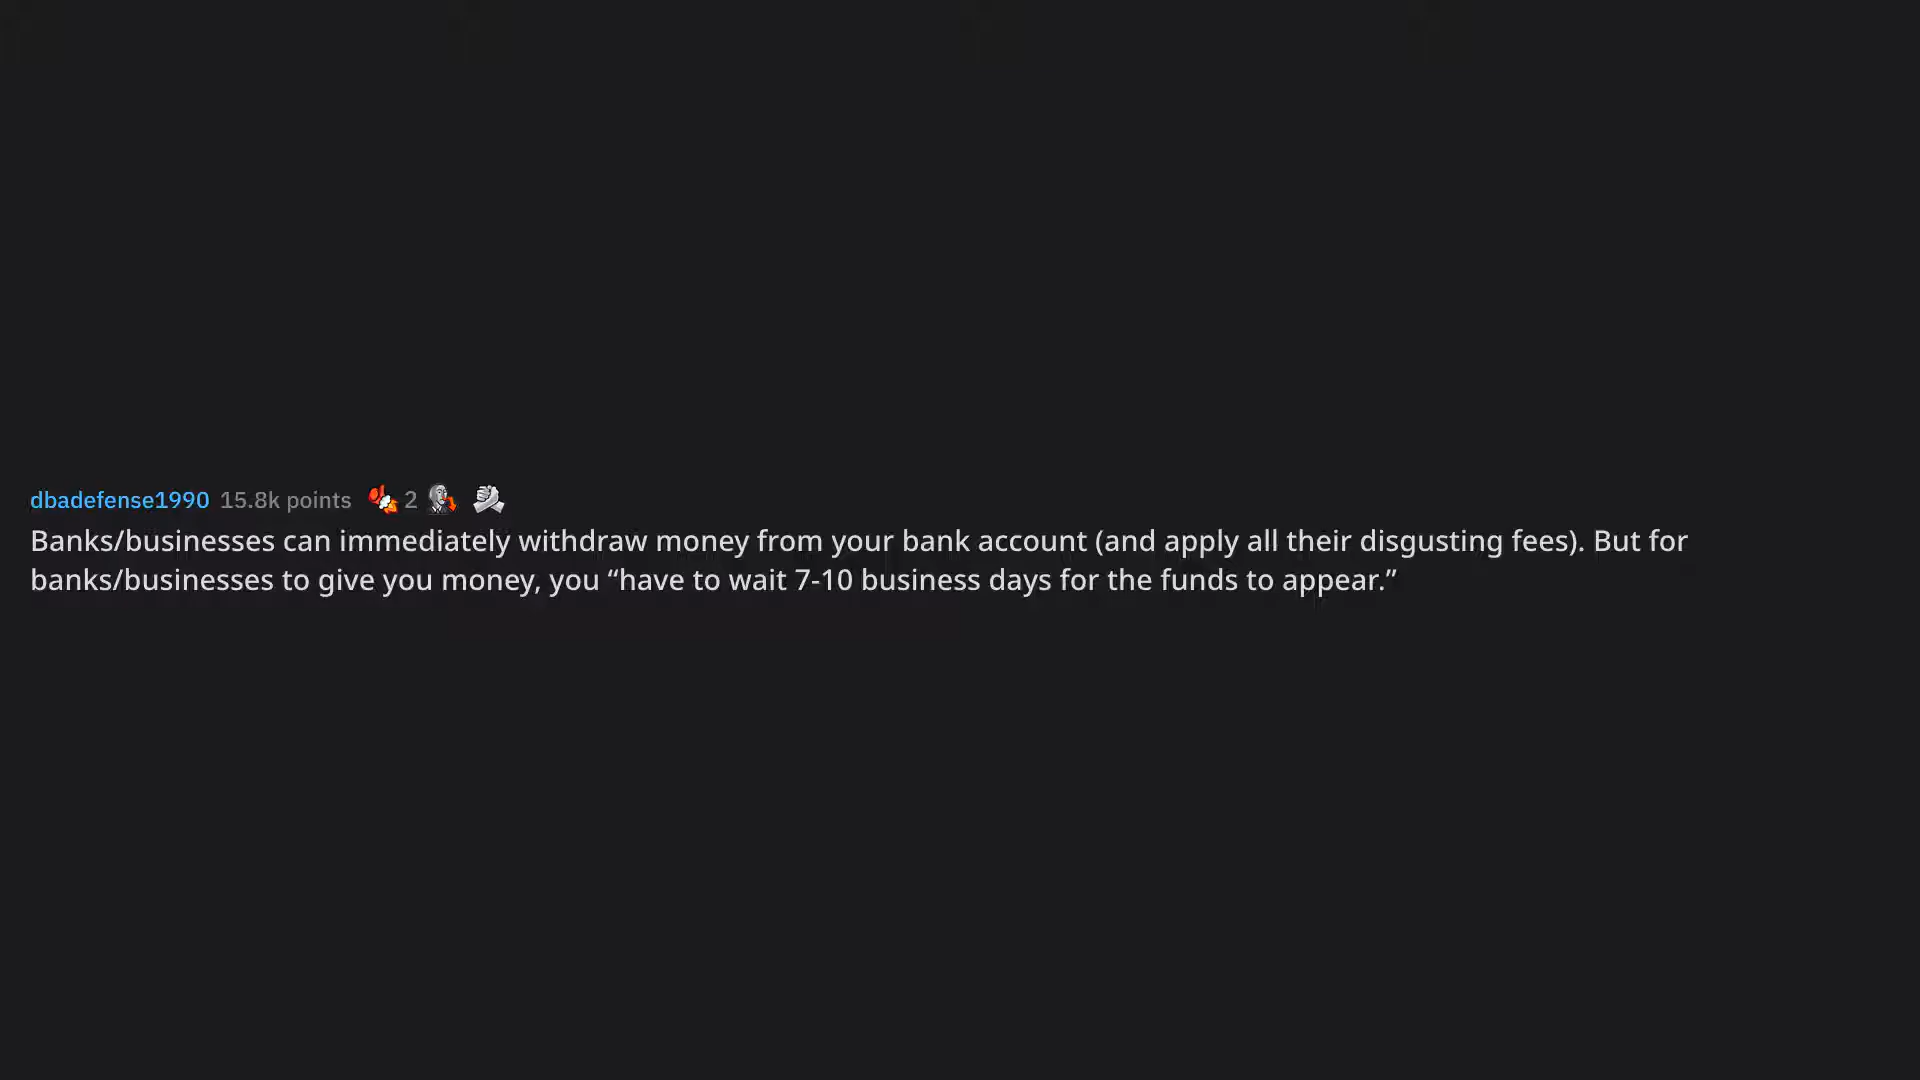 dbadefense1990 15.8k points 2
Banks/businesses can immediately withdraw money from your bank account (and apply all their disgusting fees). But for
banks/businesses to give you money, you “have to wait 7-10 business days for the funds to appear.”